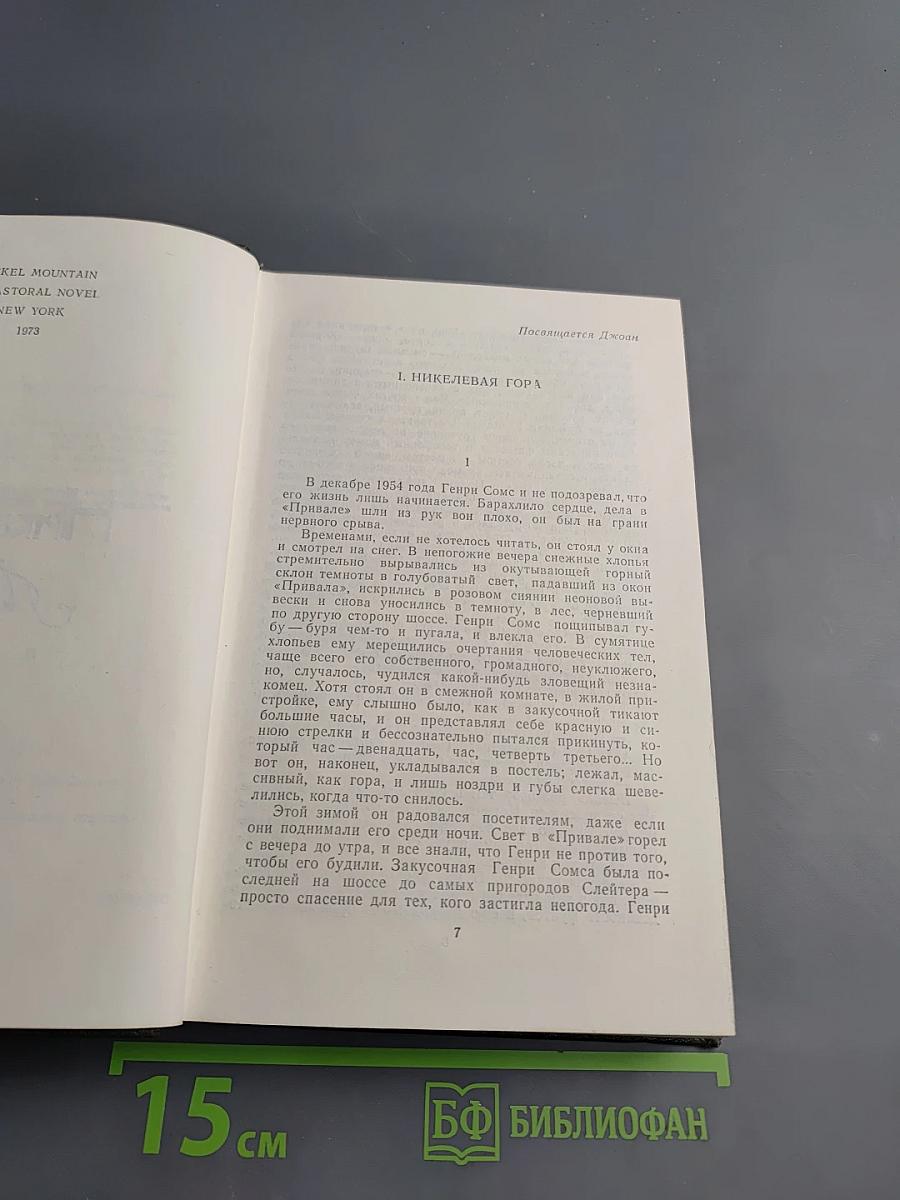 KEL MOUNTAIN
ASTORAL NOVEL
NEW YORK
1973
Посвящается Джоан
I. НИКЕЛЕВАЯ ГОРА
1
В декабре 1954 года Генри Сомс и не подозревал, что
его жизнь лишь начинается. Барахлило сердце, дела в
«Привале» шли из рук вон плохо, он был на грани
нервного срыва.
Временами, если не хотелось читать, он стоял у окна
и смотрел на снег. В непогожие вечера снежные хлопья
стремительно вырывались из окутывающей горный
склон темноты в голубоватый свет, падавший из окон
«Привала», искрились в розовом сиянии неоновой вы-
вески и снова уносились в темноту, в лес, черневший
по другую сторону шоссе. Генри Сомс пощипывал гу-
бу — буря чем-то и пугала, и влекла его. В сумятице
хлопьев ему мерещились очертания человеческих тел,
чаще всего его собственного, громадного, неуклюжего,
но, случалось, чудился какой-нибудь зловещий незна-
комец. Хотя стоял он в смежной комнате, в жилой при-
стройке, ему слышно было, как в закусочной тикают
большие часы, и он представлял себе красную и си-
нюю стрелки и бессознательно пытался прикинуть, ко-
торый час — двенадцать, час, четверть третьего... Но
вот он, наконец, укладывался в постель; лежал, мас-
сивный, как гора, и лишь ноздри и губы слегка шеве-
лились, когда что-то снилось.
Этой зимой он радовался посетителям, даже если
они поднимали его среди ночи. Свет в «Привале» горел
с вечера до утра, и все знали, что Генри не против того,
чтобы его будили. Закусочная Генри Сомса была по-
следней на шоссе до самых пригородов Слейтера —
просто спасение для тех, кого застигла непогода. Генри
7
15 см
БФ БИБЛИОФАН